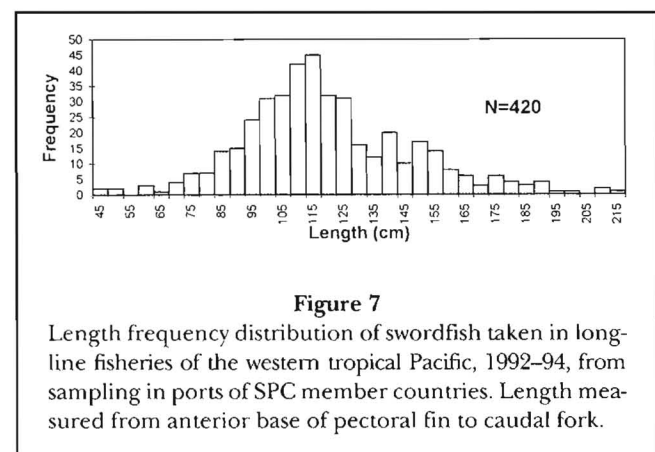 50
45
40
35
30
25
20
15
10
5
0
Frequency
N=420
45 55 65 75 85 95 105 115 125 135 145 155 165 175 185 195 205 215
Length (cm)
Figure 7
Length frequency distribution of swordfish taken in long-
line fisheries of the western tropical Pacific, 1992–94, from
sampling in ports of SPC member countries. Length mea-
sured from anterior base of pectoral fin to caudal fork.